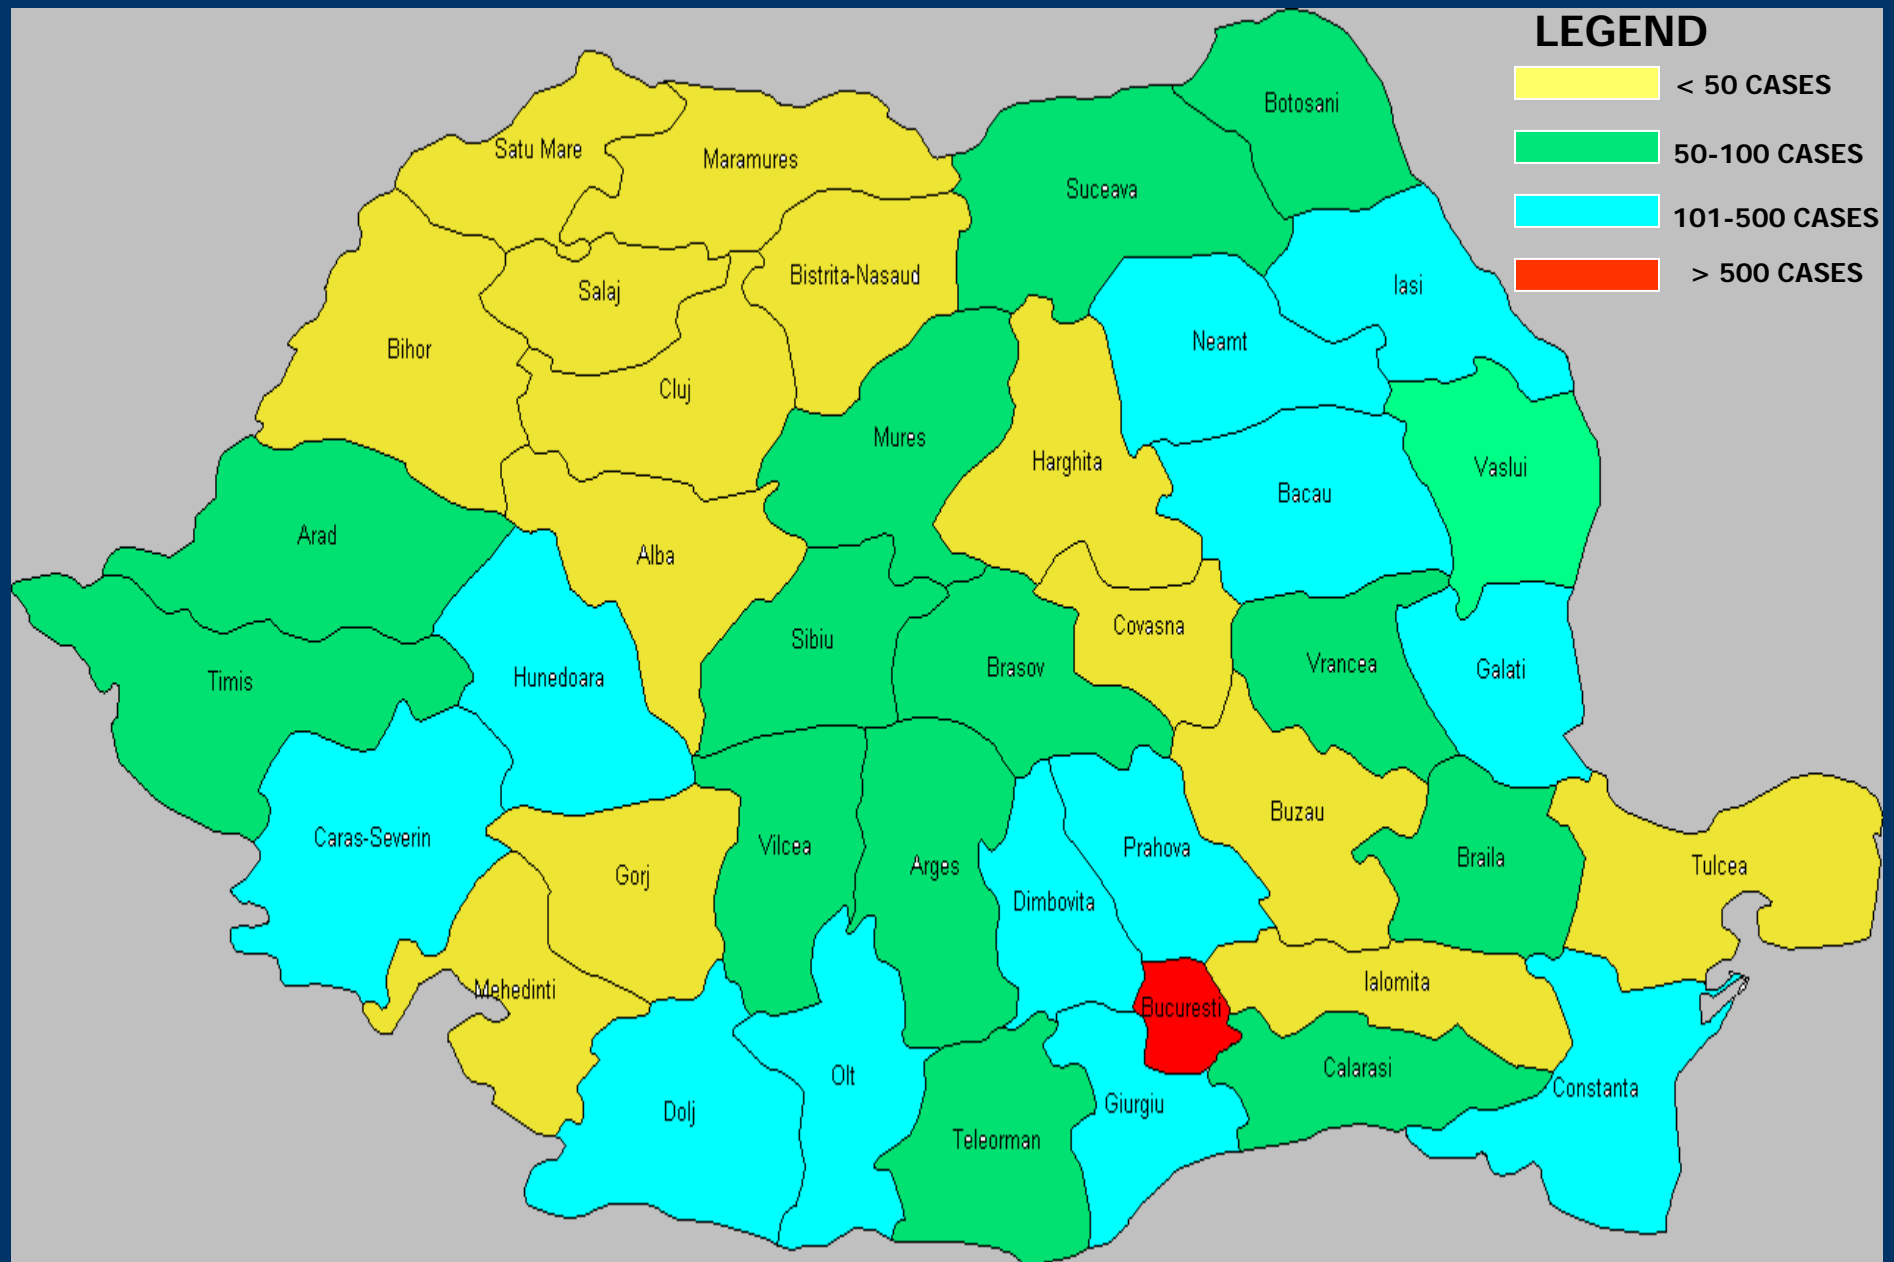 LEGEND
< 50 CASES
50-100 CASES
101-500 CASES
> 500 CASES
Botosani
Satu Mare
Maramures
Suceava
Bistrita-Nasaud
Iasi
Salaj
Neamt
Bihor
Cluj
Mures
Harghita
Vaslui
Bacau
Arad
Alba
Covasna
Sibiu
Brasov
Vrancea
Galati
Timis
Hunedoara
Buzau
Caras-Severin
Vilcea
Prahova
Braila
Arges
Tulcea
Gorj
Dimbovita
Ialomita
Mehedinti
Bucuresti
Calarasi
Olt
Constanta
Giurgiu
Dolj
Teleorman